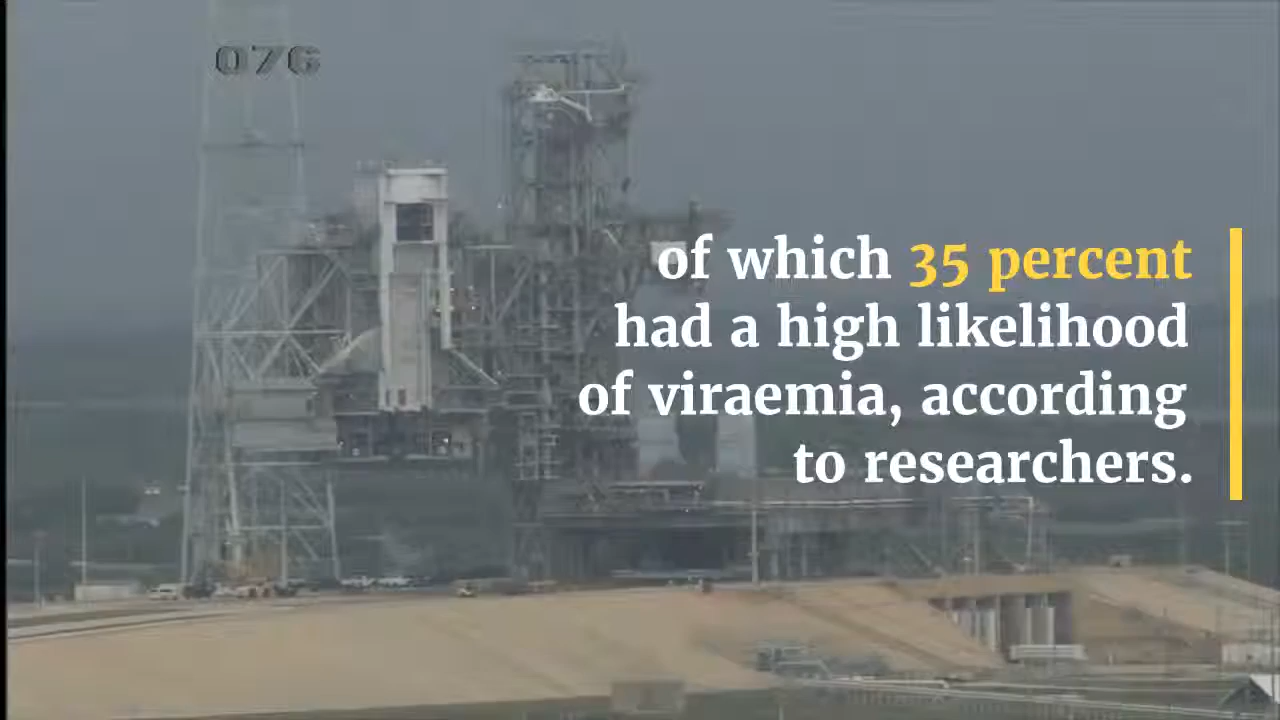 076
of which 35 percent
had a high likelihood
of viraemia, according
to researchers.